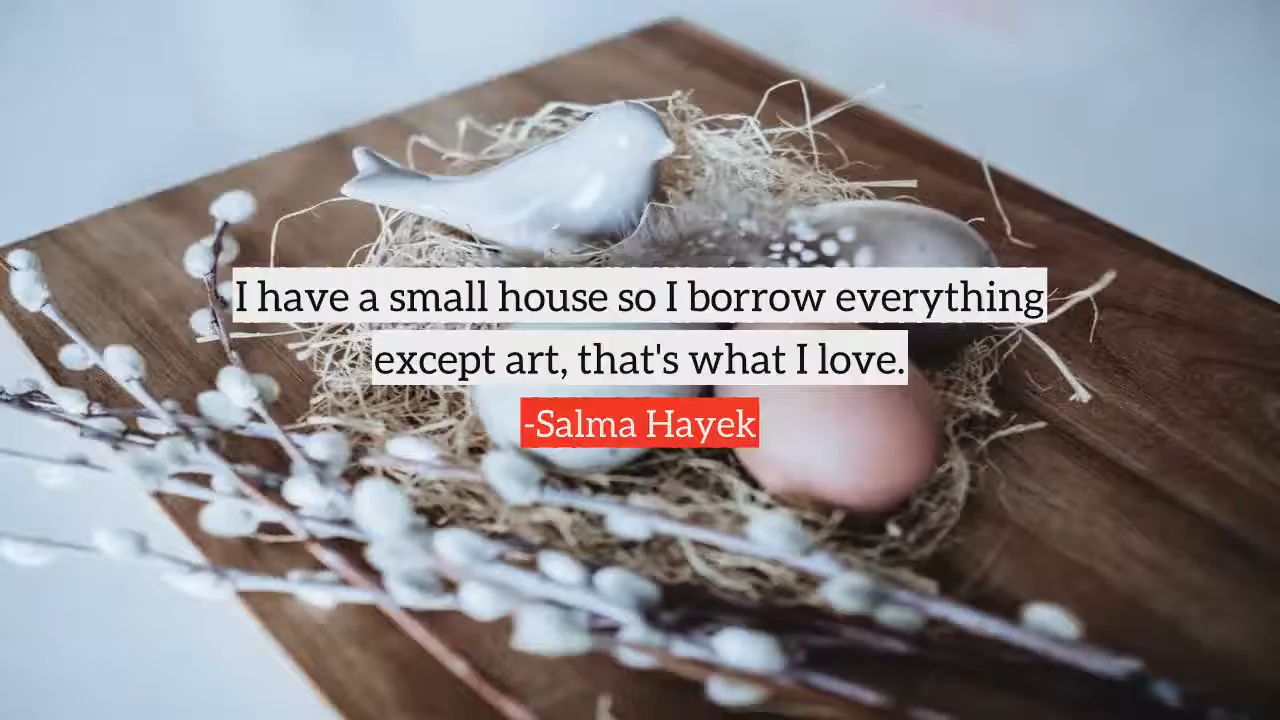 I have a small house so I borrow everything
except art, that's what I love.
-Salma Hayek